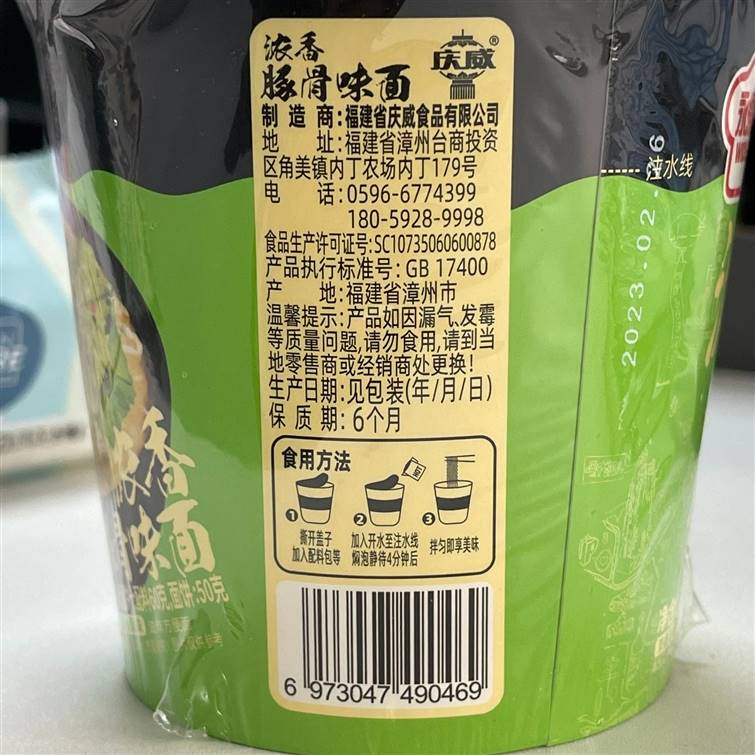 浓香
豚骨味面
庆威®
制造商:福建省庆威食品有限公司
地址:福建省漳州台商投资
区角美镇内丁农场内丁179号
电话:0596-6774399
180-5928-9998
食品生产许可证号:SC10735060600878
产品执行标准号:GB 17400
产地:福建省漳州市
温馨提示:产品如因漏气、发霉
等质量问题,请勿食用,请到当
地零售商或经销商处更换!
生产日期:见包装(年/月/日)
保质期:6个月
食用方法
1
撕开盖子
加入配料包等
2
加入开水至注水线
焖泡静待4分钟后
3
拌匀即享美味
6 973047 490469
注水线
浓香
骨味面
面饼:50克